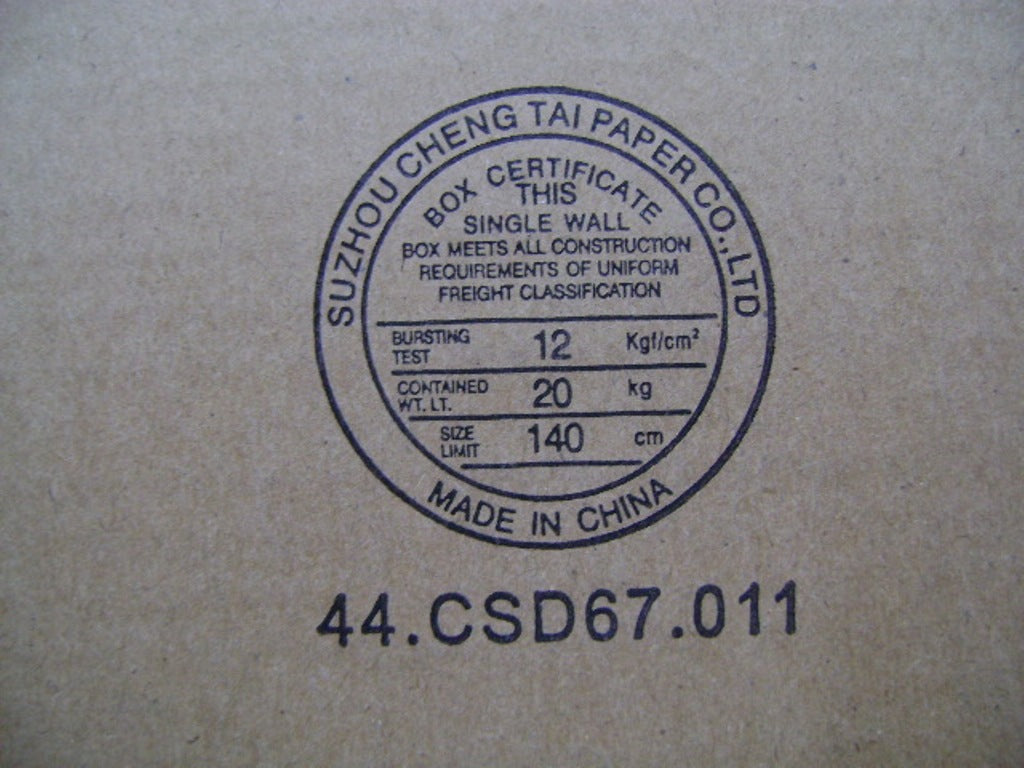 SUZHOU CHENG TAI PAPER CO.,LTD
BOX CERTIFICATE
THIS
SINGLE WALL
BOX MEETS ALL CONSTRUCTION
REQUIREMENTS OF UNIFORM
FREIGHT CLASSIFICATION
BURSTING TEST 12 Kgf/cm²
CONTAINED WT. LT. 20 kg
SIZE LIMIT 140 cm
MADE IN CHINA
44.CSD67.011